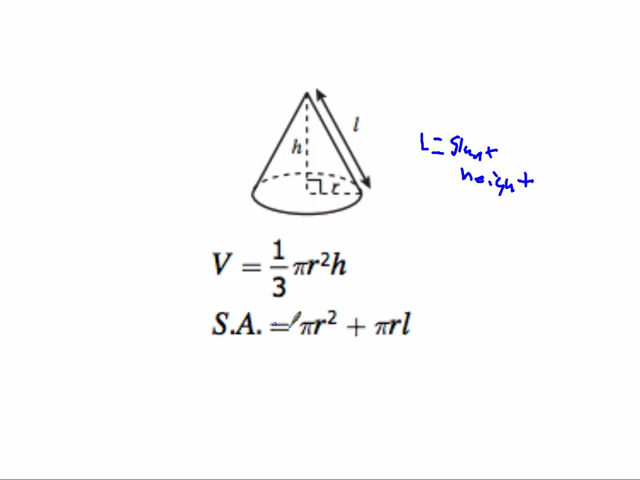 l
h
r
L = slant
height
V = 1/3 πr²h
S.A. = πr² + πrl